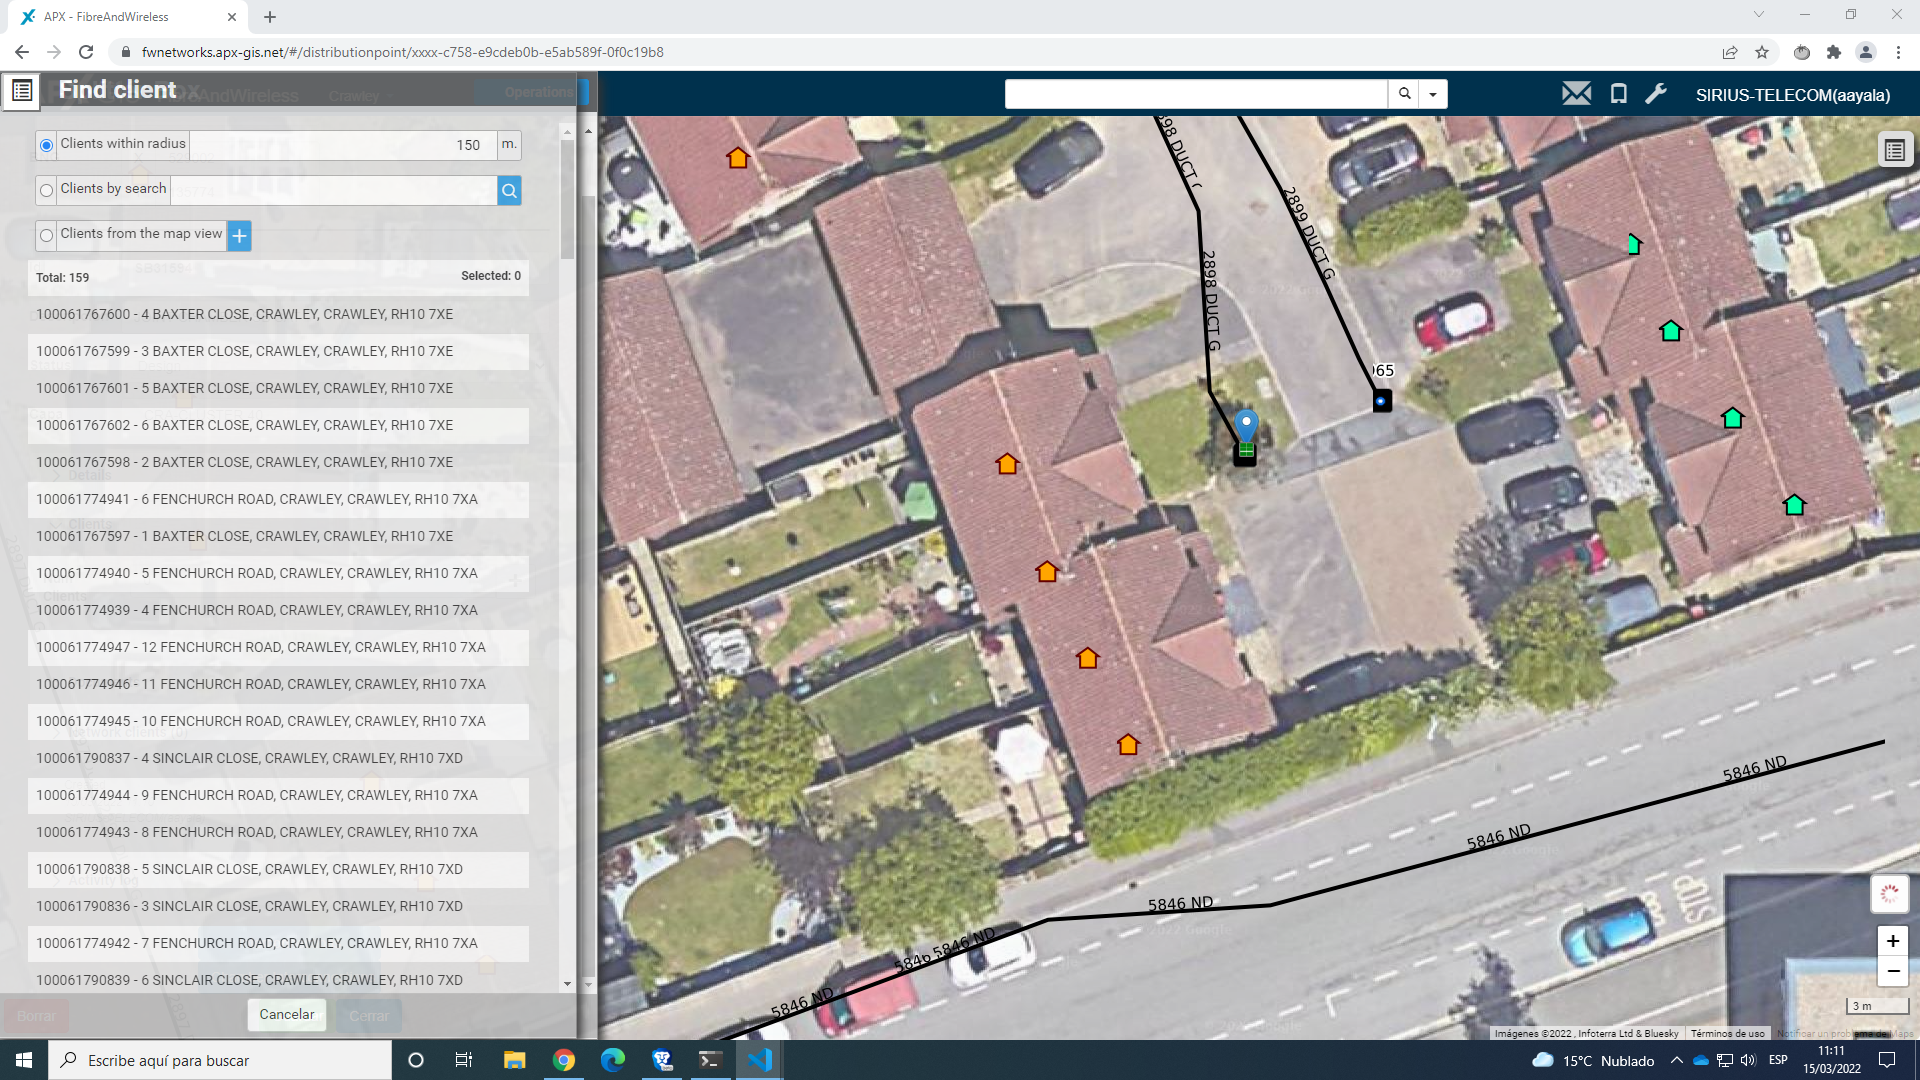 APX - FibreAndWireless
fwnetworks.apx-gis.net/#/distributionpoint/xxxx-c758-e9cdeb0b-e5ab589f-0f0c19b8
Find client
Crawley
Operations
SIRIUS-TELECOM(aayala)
Clients within radius 150 m.
Clients by search
Clients from the map view
Total: 159 Selected: 0
100061767600 - 4 BAXTER CLOSE, CRAWLEY, CRAWLEY, RH10 7XE
100061767599 - 3 BAXTER CLOSE, CRAWLEY, CRAWLEY, RH10 7XE
100061767601 - 5 BAXTER CLOSE, CRAWLEY, CRAWLEY, RH10 7XE
100061767602 - 6 BAXTER CLOSE, CRAWLEY, CRAWLEY, RH10 7XE
100061767598 - 2 BAXTER CLOSE, CRAWLEY, CRAWLEY, RH10 7XE
100061774941 - 6 FENCHURCH ROAD, CRAWLEY, CRAWLEY, RH10 7XA
100061767597 - 1 BAXTER CLOSE, CRAWLEY, CRAWLEY, RH10 7XE
100061774940 - 5 FENCHURCH ROAD, CRAWLEY, CRAWLEY, RH10 7XA
100061774939 - 4 FENCHURCH ROAD, CRAWLEY, CRAWLEY, RH10 7XA
100061774947 - 12 FENCHURCH ROAD, CRAWLEY, CRAWLEY, RH10 7XA
100061774946 - 11 FENCHURCH ROAD, CRAWLEY, CRAWLEY, RH10 7XA
100061774945 - 10 FENCHURCH ROAD, CRAWLEY, CRAWLEY, RH10 7XA
100061790837 - 4 SINCLAIR CLOSE, CRAWLEY, CRAWLEY, RH10 7XD
100061774944 - 9 FENCHURCH ROAD, CRAWLEY, CRAWLEY, RH10 7XA
100061774943 - 8 FENCHURCH ROAD, CRAWLEY, CRAWLEY, RH10 7XA
100061790838 - 5 SINCLAIR CLOSE, CRAWLEY, CRAWLEY, RH10 7XD
100061790836 - 3 SINCLAIR CLOSE, CRAWLEY, CRAWLEY, RH10 7XD
100061774942 - 7 FENCHURCH ROAD, CRAWLEY, CRAWLEY, RH10 7XA
100061790839 - 6 SINCLAIR CLOSE, CRAWLEY, CRAWLEY, RH10 7XD
Borrar
Cancelar
Cerrar
98 DUCT
2899 DUCT G
2898 DUCT G
065
5846 ND
5846 ND
5846 ND
5846 ND
5846
5846 ND
+
−
3 m
Imágenes ©2022 , Infoterra Ltd & Bluesky
Términos de uso
Notificar un problema de Maps
Escribe aquí para buscar
15°C Nublado
ESP
11:11
15/03/2022